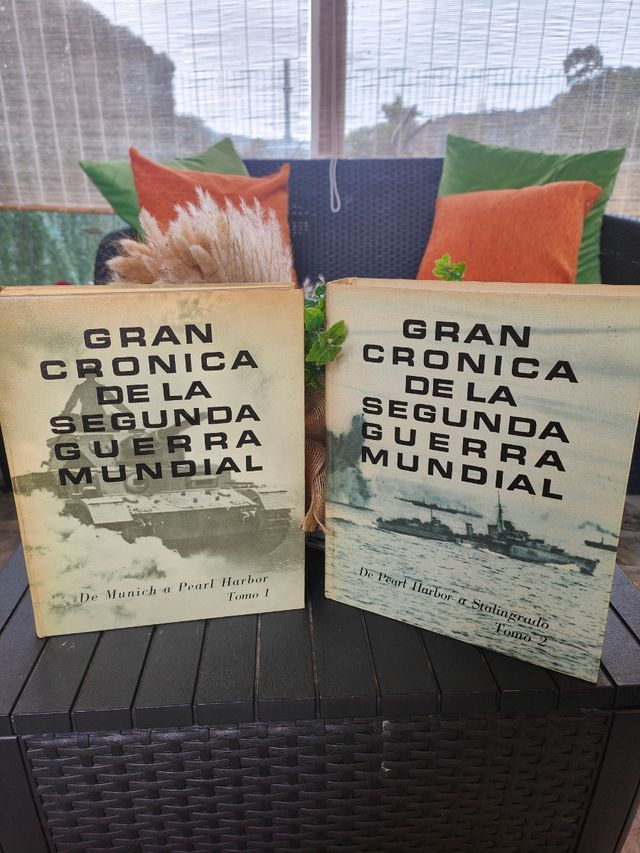 GRAN
CRONICA
DE LA
SEGUNDA
GUERRA
MUNDIAL
De Munich a Pearl Harbor
Tomo 1
GRAN
CRONICA
DE LA
SEGUNDA
GUERRA
MUNDIAL
De Pearl Harbor a Stalingrado
Tomo 2